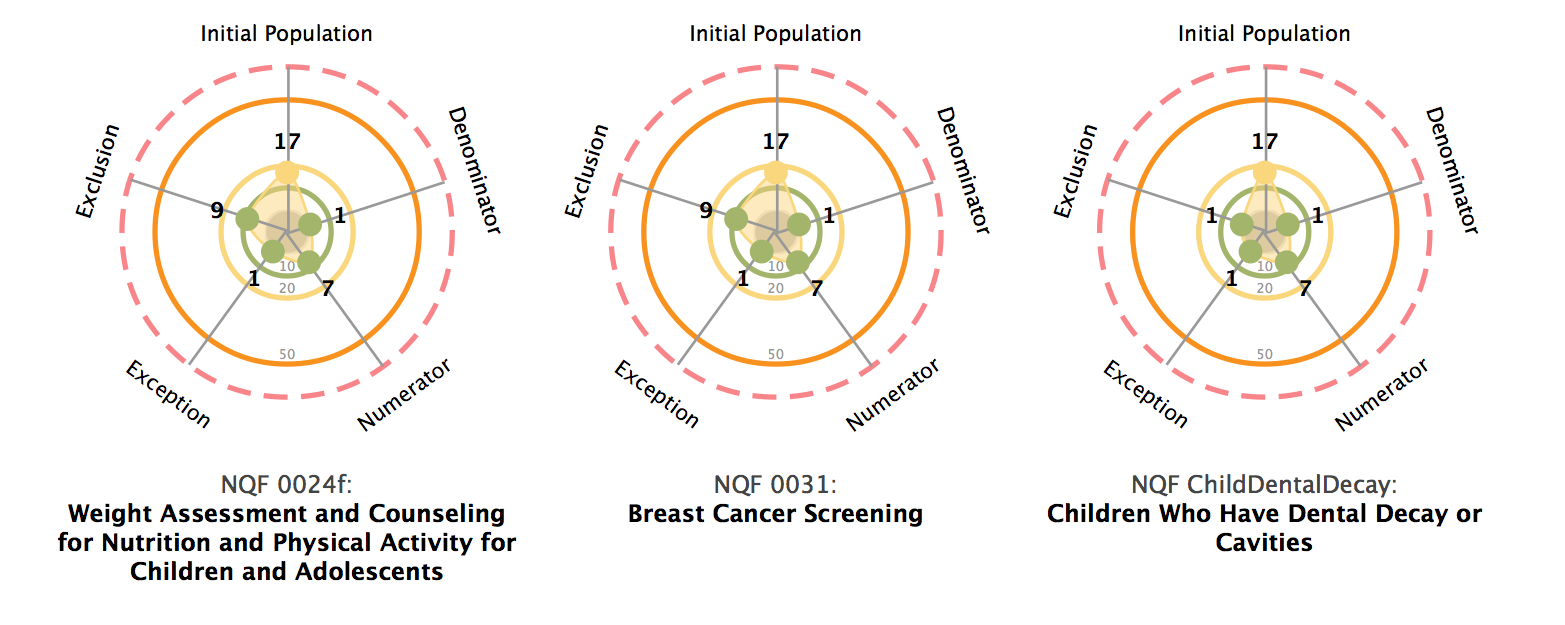 Initial Population
Exclusion
Denominator
17
9
1
10
1
20
7
50
Exception
Numerator
NQF 0024f:
Weight Assessment and Counseling
for Nutrition and Physical Activity for
Children and Adolescents
Initial Population
Exclusion
Denominator
17
9
1
10
1
20
7
50
Exception
Numerator
NQF 0031:
Breast Cancer Screening
Initial Population
Exclusion
Denominator
17
1
1
10
1
20
7
50
Exception
Numerator
NQF ChildDentalDecay:
Children Who Have Dental Decay or
Cavities